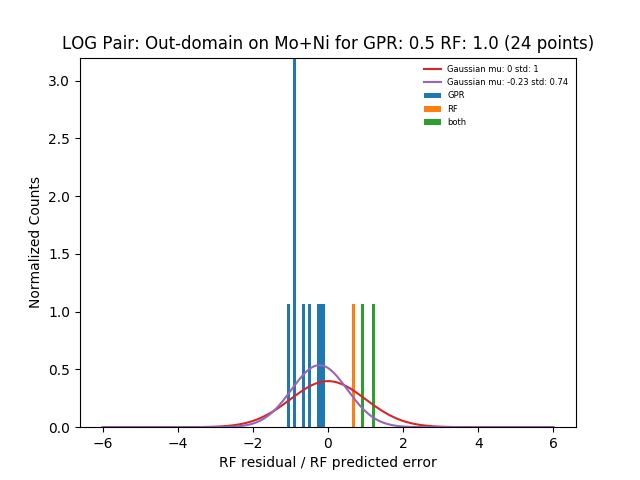 LOG Pair: Out-domain on Mo+Ni for GPR: 0.5 RF: 1.0 (24 points)
Gaussian mu: 0 std: 1
Gaussian mu: -0.23 std: 0.74
GPR
RF
both
Normalized Counts
3.0
2.5
2.0
1.5
1.0
0.5
0.0
−6 −4 −2 0 2 4 6
RF residual / RF predicted error